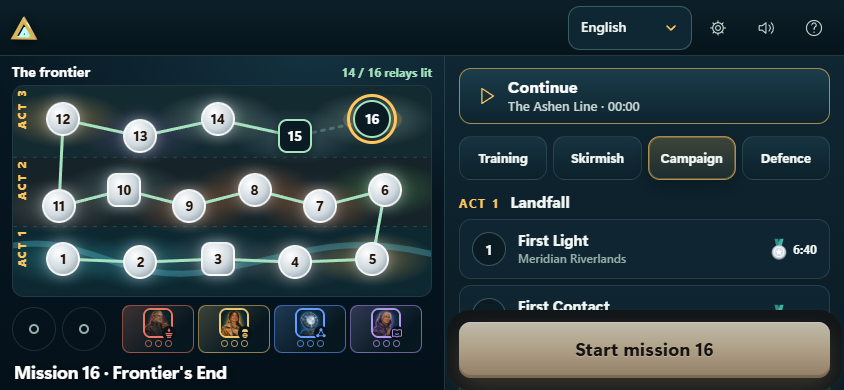 English
The frontier
14 / 16 relays lit
ACT 3
12
13
14
15
16
ACT 2
11
10
9
8
7
6
ACT 1
1
2
3
4
5
Mission 16 · Frontier's End
Continue
The Ashen Line · 00:00
Training
Skirmish
Campaign
Defence
ACT 1 Landfall
1
First Light
6:40
Meridian Riverlands
First Contact
Start mission 16